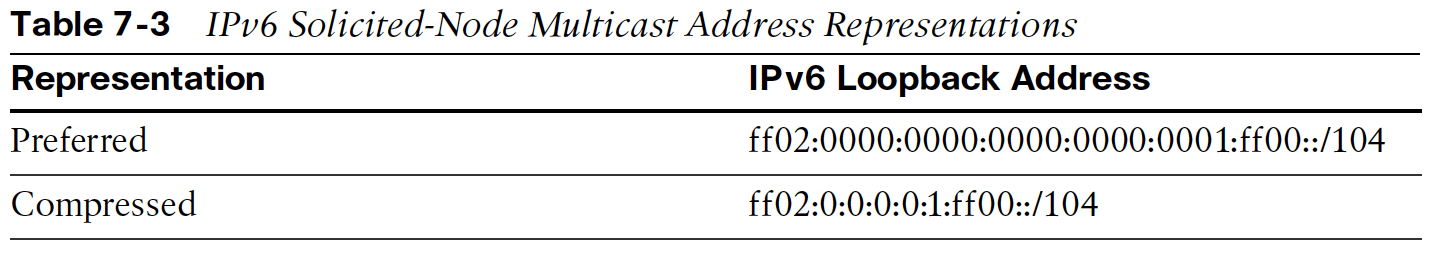 Table 7-3 IPv6 Solicited-Node Multicast Address Representations
Representation IPv6 Loopback Address
Preferred ff02:0000:0000:0000:0000:0001:ff00::/104
Compressed ff02:0:0:0:0:1:ff00::/104